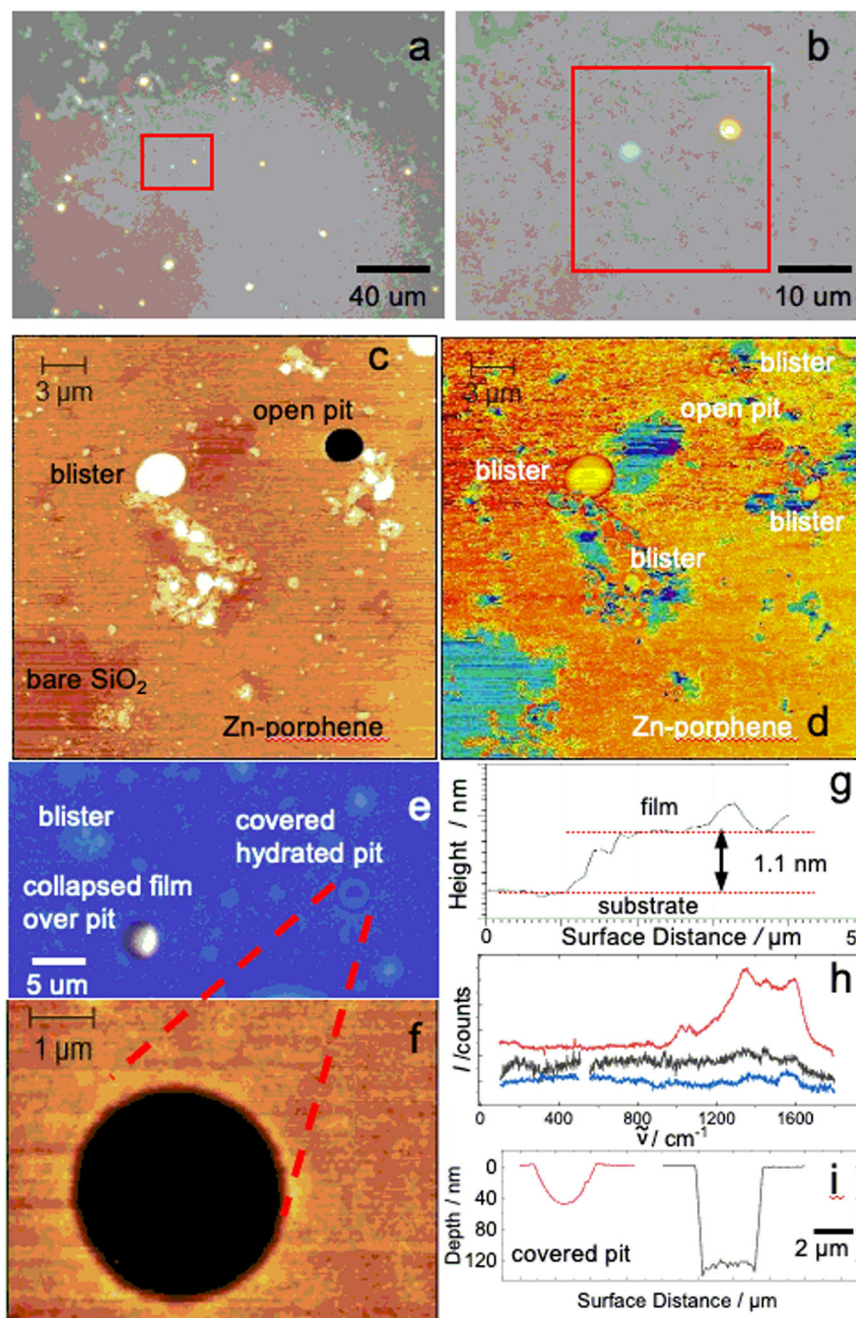 a
40 um
b
10 um
3 µm
c
open pit
blister
bare SiO₂
Zn-porphene
3 µm
blister
open pit
blister
blister
blister
Zn-porphene
d
e
blister
covered
hydrated pit
collapsed film
over pit
5 um
1 µm
f
g
Height / nm
film
1.1 nm
substrate
0
5
Surface Distance / µm
h
I /counts
0
400
800
1200
1600
ṽ / cm⁻¹
i
Depth / nm
0
40
80
120
covered pit
2 µm
Surface Distance / µm